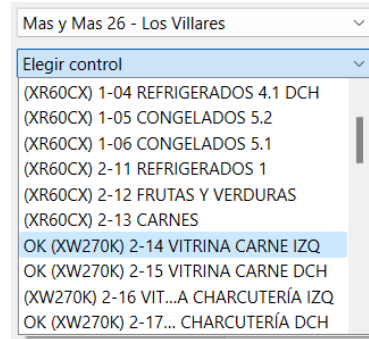 Mas y Mas 26 - Los Villares
Elegir control
(XR60CX) 1-04 REFRIGERADOS 4.1 DCH
(XR60CX) 1-05 CONGELADOS 5.2
(XR60CX) 1-06 CONGELADOS 5.1
(XR60CX) 2-11 REFRIGERADOS 1
(XR60CX) 2-12 FRUTAS Y VERDURAS
(XR60CX) 2-13 CARNES
OK (XW270K) 2-14 VITRINA CARNE IZQ
OK (XW270K) 2-15 VITRINA CARNE DCH
(XW270K) 2-16 VIT...A CHARCUTERÍA IZQ
OK (XW270K) 2-17... CHARCUTERÍA DCH